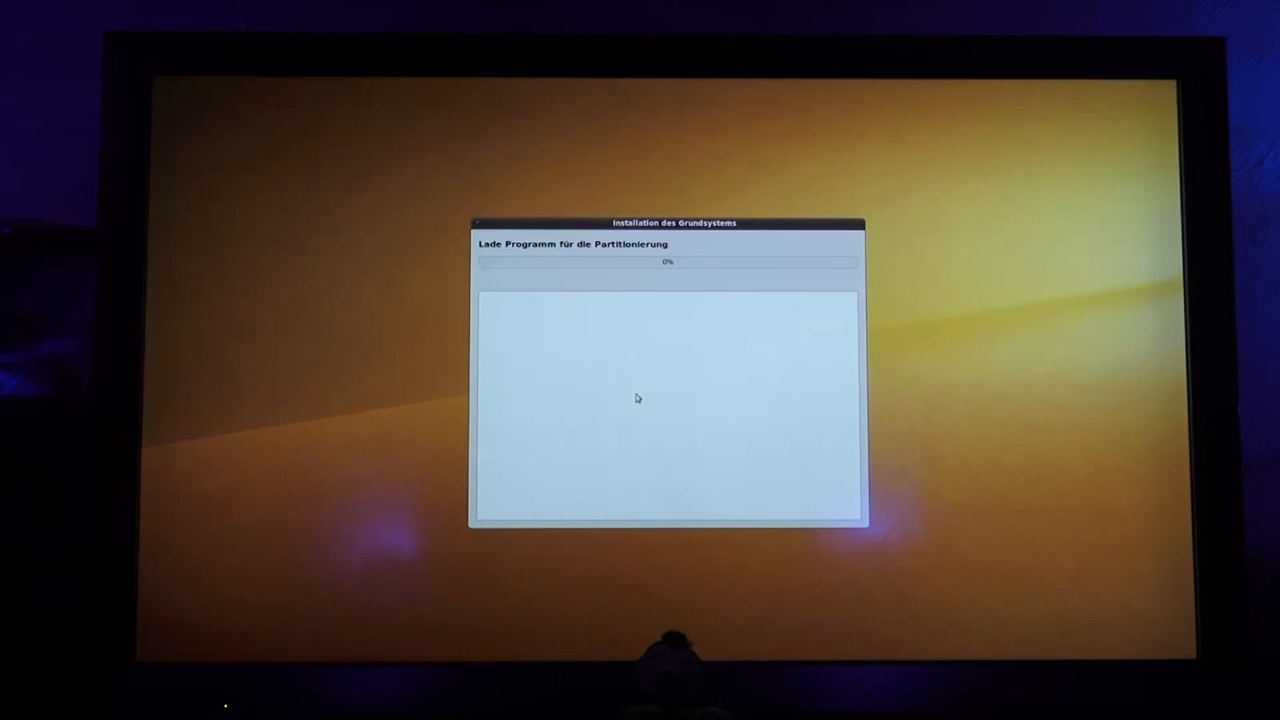 Installation des Grundsystems
Lade Programm für die Partitionierung
0%